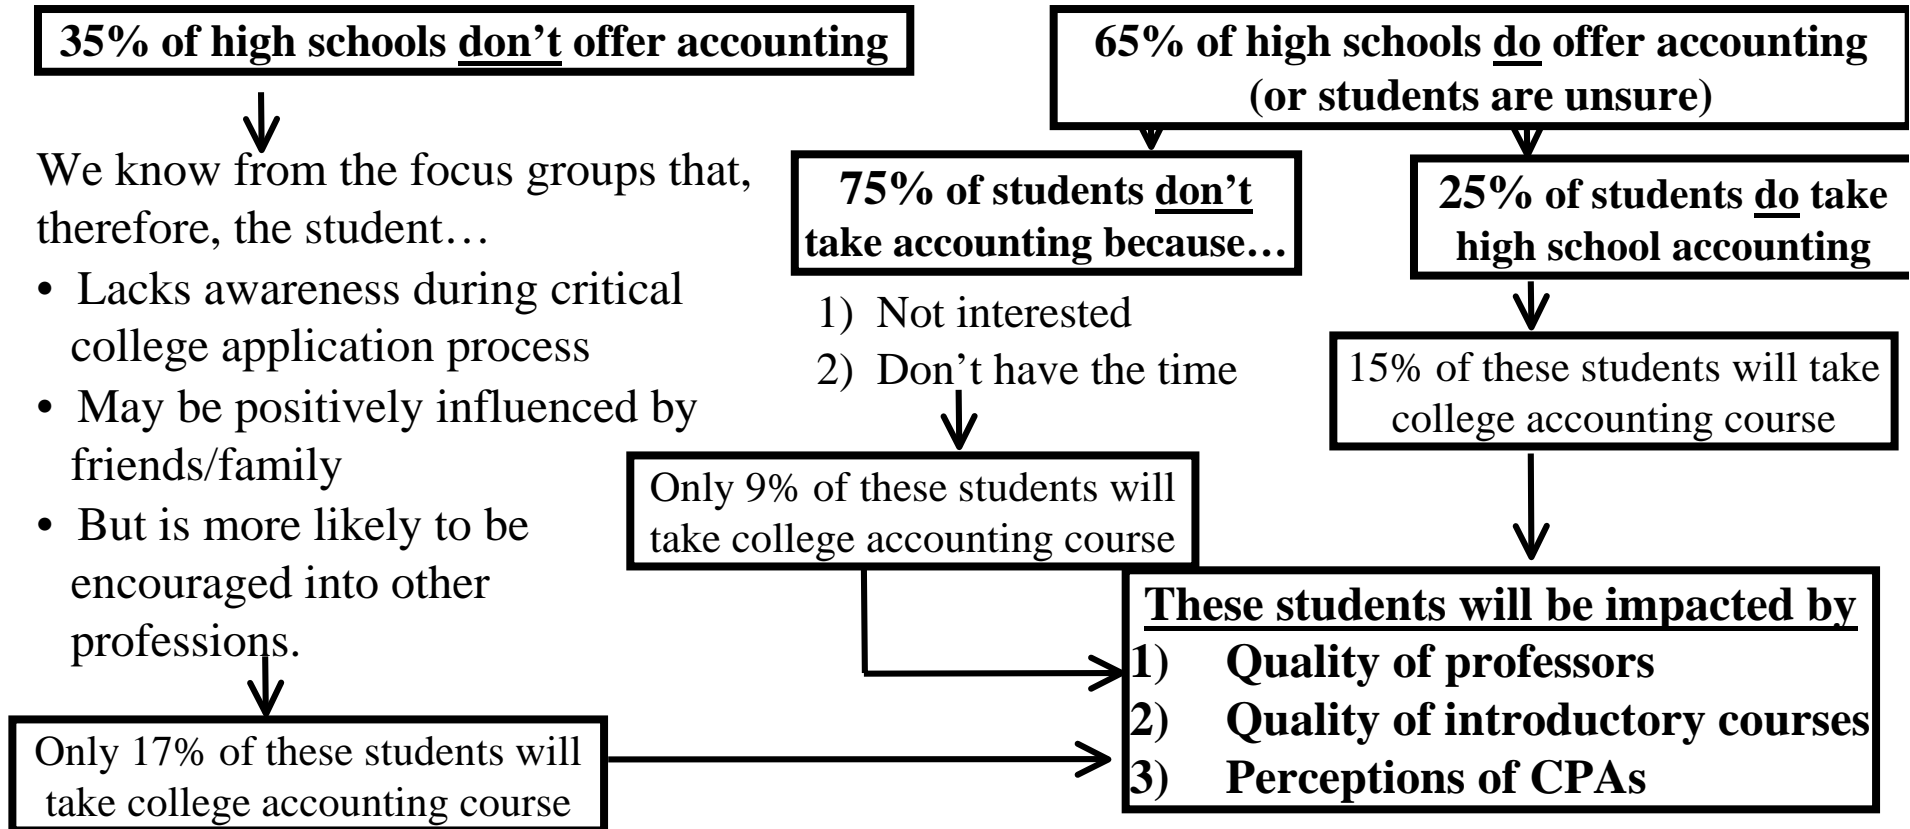 35% of high schools don’t offer accounting
We know from the focus groups that,
therefore, the student…
• Lacks awareness during critical
college application process
• May be positively influenced by
friends/family
• But is more likely to be
encouraged into other
professions.
Only 17% of these students will
take college accounting course
65% of high schools do offer accounting
(or students are unsure)
75% of students don’t
take accounting because…
1) Not interested
2) Don’t have the time
Only 9% of these students will
take college accounting course
25% of students do take
high school accounting
15% of these students will take
college accounting course
These students will be impacted by
1) Quality of professors
2) Quality of introductory courses
3) Perceptions of CPAs